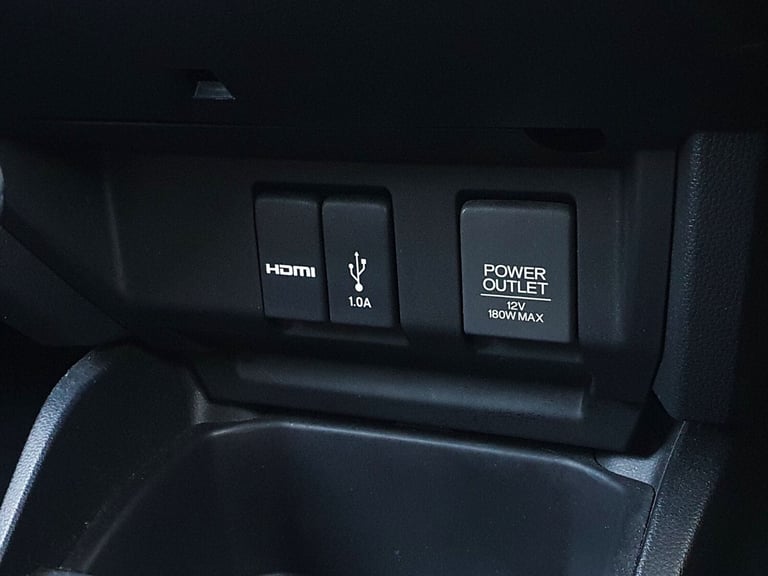 HDMI
1.0A
POWER
OUTLET
12V
180W MAX